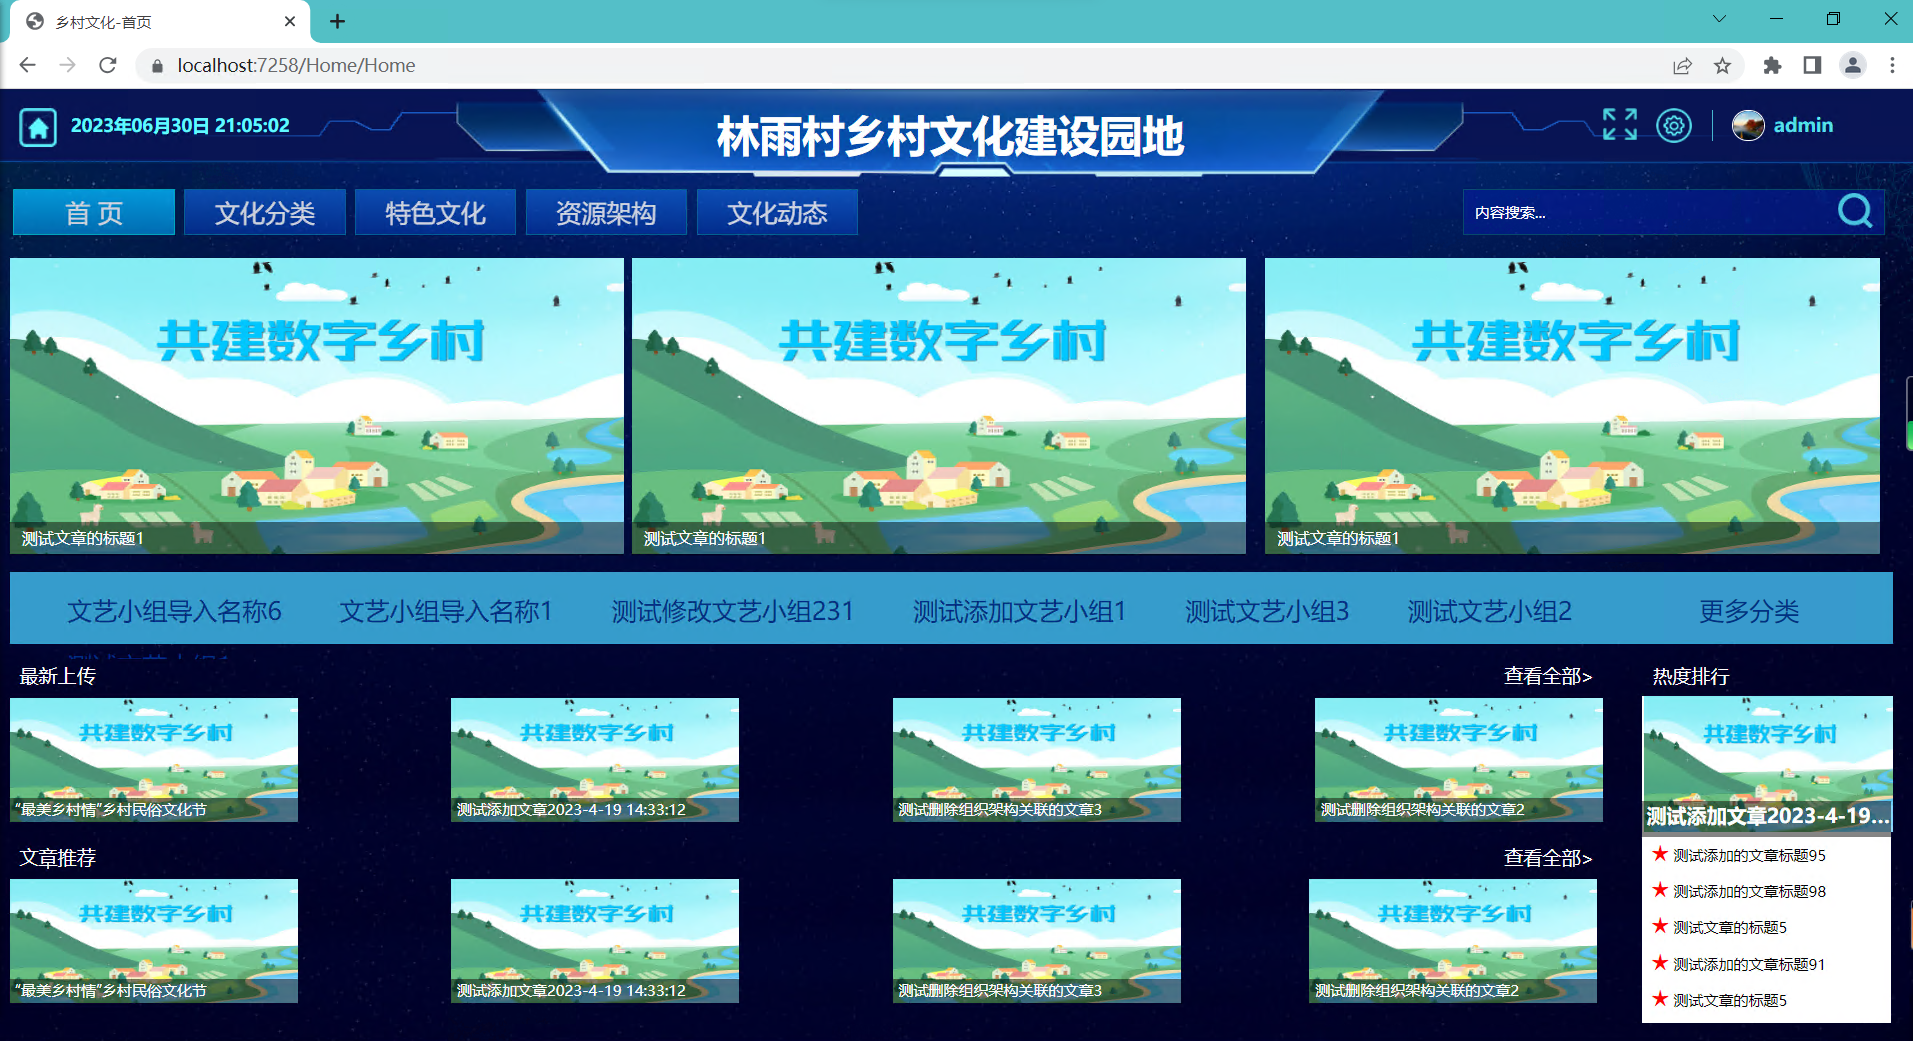 乡村文化-首页
localhost:7258/Home/Home
2023年06月30日 21:05:02
林雨村乡村文化建设园地
admin
首 页
文化分类
特色文化
资源架构
文化动态
内容搜索...
共建数字乡村
共建数字乡村
共建数字乡村
测试文章的标题1
测试文章的标题1
测试文章的标题1
文艺小组导入名称6
文艺小组导入名称1
测试修改文艺小组231
测试添加文艺小组1
测试文艺小组3
测试文艺小组2
更多分类
最新上传
查看全部>
共建数字乡村
共建数字乡村
共建数字乡村
共建数字乡村
“最美乡村情”乡村民俗文化节
测试添加文章2023-4-19 14:33:12
测试删除组织架构关联的文章3
测试删除组织架构关联的文章2
文章推荐
查看全部>
共建数字乡村
共建数字乡村
共建数字乡村
共建数字乡村
“最美乡村情”乡村民俗文化节
测试添加文章2023-4-19 14:33:12
测试删除组织架构关联的文章3
测试删除组织架构关联的文章2
热度排行
共建数字乡村
测试添加文章2023-4-19...
测试添加的文章标题95
测试添加的文章标题98
测试文章的标题5
测试添加的文章标题91
测试文章的标题5